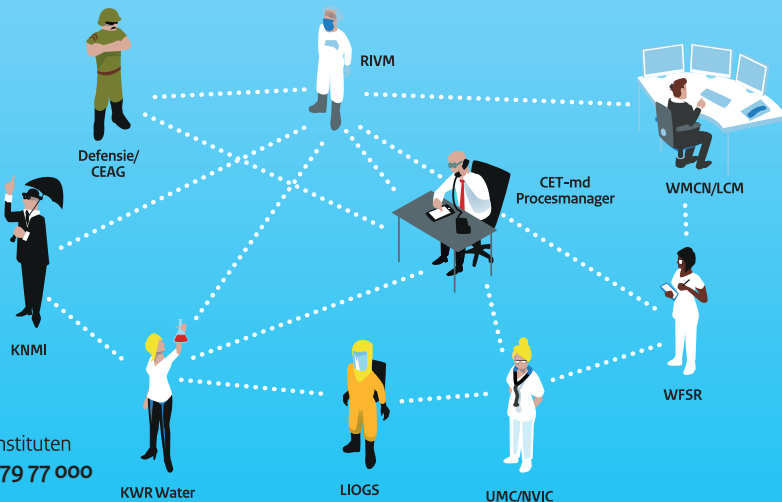 RIVM
Defensie/
CEAG
CET-md
Procesmanager
WMCN/LCM
KNMI
WFSR
nstituten
79 77 000
KWR Water
LIOGS
UMC/NVIC